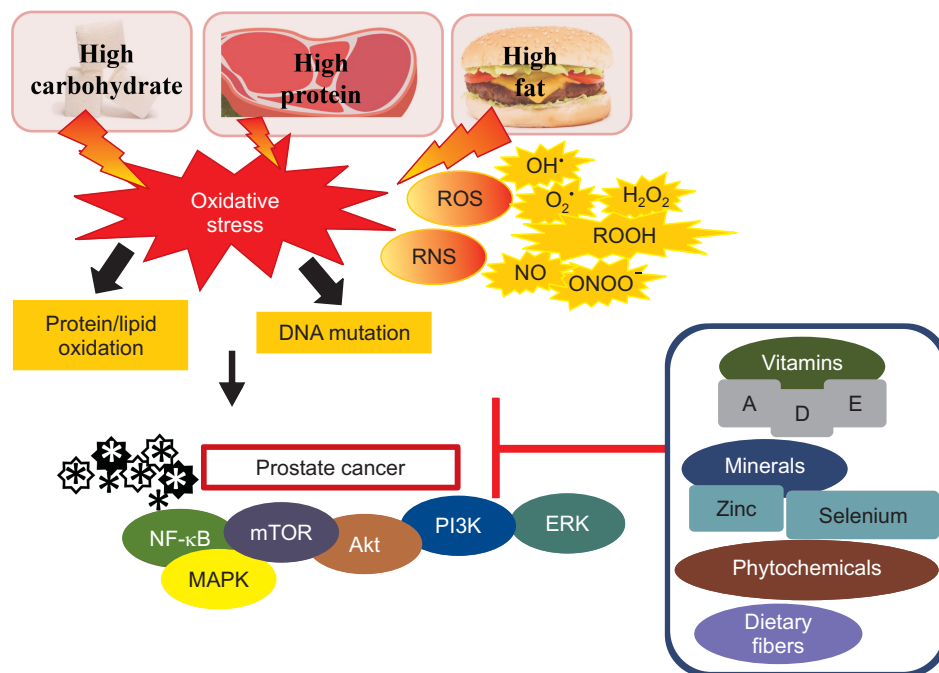 High
carbohydrate
High
protein
High
fat
Oxidative
stress
ROS
RNS
OH•
O₂•
H₂O₂
ROOH
NO
ONOO⁻
Protein/lipid
oxidation
DNA mutation
Prostate cancer
NF-κB
mTOR
Akt
PI3K
ERK
MAPK
Vitamins
A
D
E
Minerals
Zinc
Selenium
Phytochemicals
Dietary
fibers